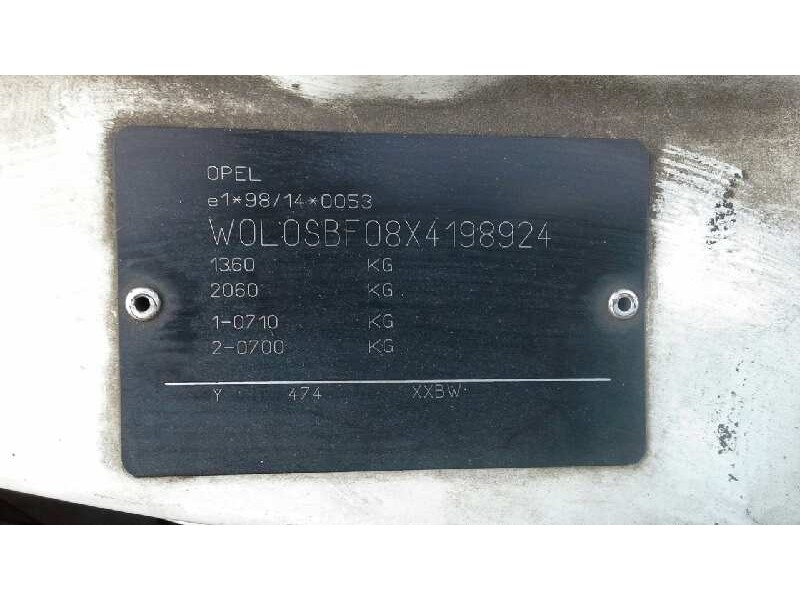 OPEL
e1*98/14*0053
W0L0SBF08X4198924
1360 KG
2060 KG
1-0710 KG
2-0700 KG
Y 474 XXBW